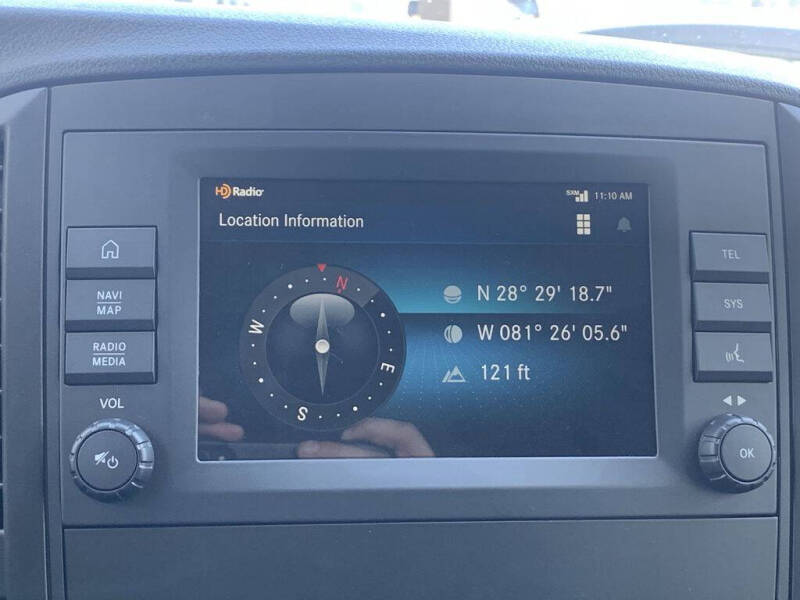 HD Radio
SXM 11:10 AM
Location Information
N
W
E
S
N 28° 29' 18.7"
W 081° 26' 05.6"
121 ft
NAVI
MAP
RADIO
MEDIA
VOL
TEL
SYS
OK